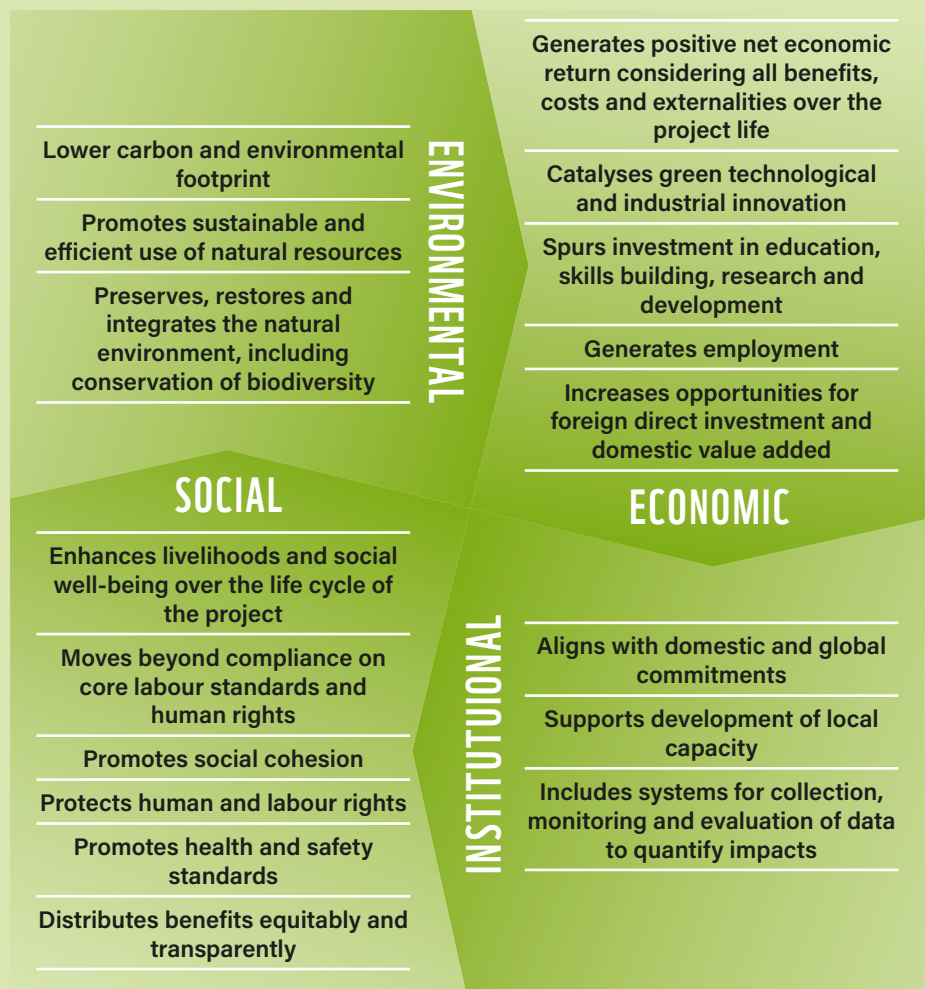 ENVIRONMENTAL
Lower carbon and environmental
footprint
Promotes sustainable and
efficient use of natural resources
Preserves, restores and
integrates the natural
environment, including
conservation of biodiversity
Generates positive net economic
return considering all benefits,
costs and externalities over the
project life
Catalyses green technological
and industrial innovation
Spurs investment in education,
skills building, research and
development
Generates employment
Increases opportunities for
foreign direct investment and
domestic value added
ECONOMIC
SOCIAL
Enhances livelihoods and social
well-being over the life cycle of
the project
Moves beyond compliance on
core labour standards and
human rights
Promotes social cohesion
Protects human and labour rights
Promotes health and safety
standards
Distributes benefits equitably and
transparently
INSTITUTUIONAL
Aligns with domestic and global
commitments
Supports development of local
capacity
Includes systems for collection,
monitoring and evaluation of data
to quantify impacts